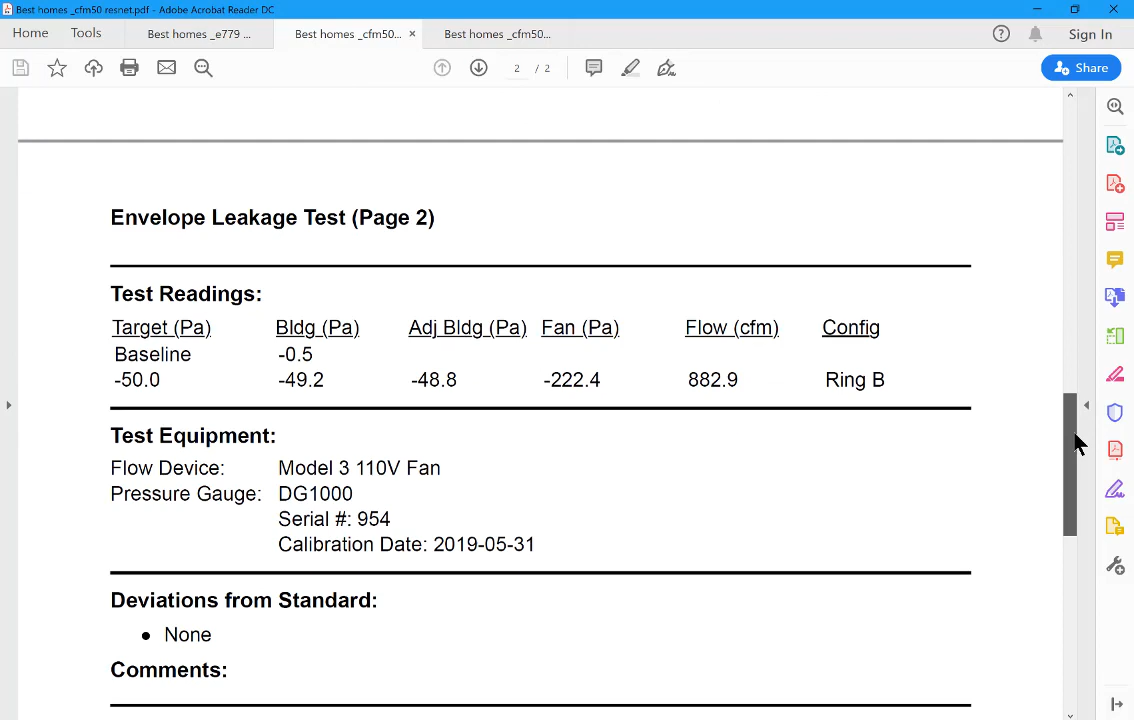 Best homes _cfm50 resnet.pdf - Adobe Acrobat Reader DC
Home Tools Best homes _e779 ... Best homes _cfm50... × Best homes _cfm50... Sign In
2 / 2 Share
Envelope Leakage Test (Page 2)
Test Readings:
Target (Pa) Bldg (Pa) Adj Bldg (Pa) Fan (Pa) Flow (cfm) Config
Baseline -0.5
-50.0 -49.2 -48.8 -222.4 882.9 Ring B
Test Equipment:
Flow Device: Model 3 110V Fan
Pressure Gauge: DG1000
Serial #: 954
Calibration Date: 2019-05-31
Deviations from Standard:
• None
Comments: